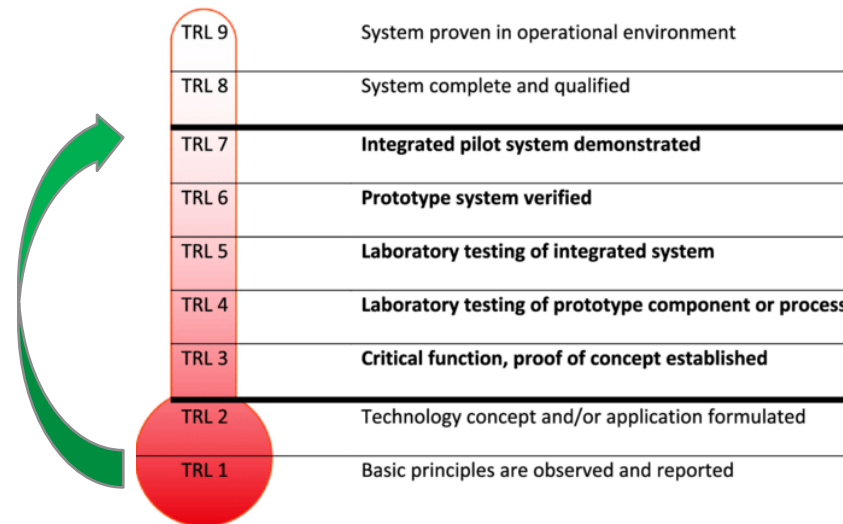 TRL 9 System proven in operational environment
TRL 8 System complete and qualified
TRL 7 Integrated pilot system demonstrated
TRL 6 Prototype system verified
TRL 5 Laboratory testing of integrated system
TRL 4 Laboratory testing of prototype component or process
TRL 3 Critical function, proof of concept established
TRL 2 Technology concept and/or application formulated
TRL 1 Basic principles are observed and reported